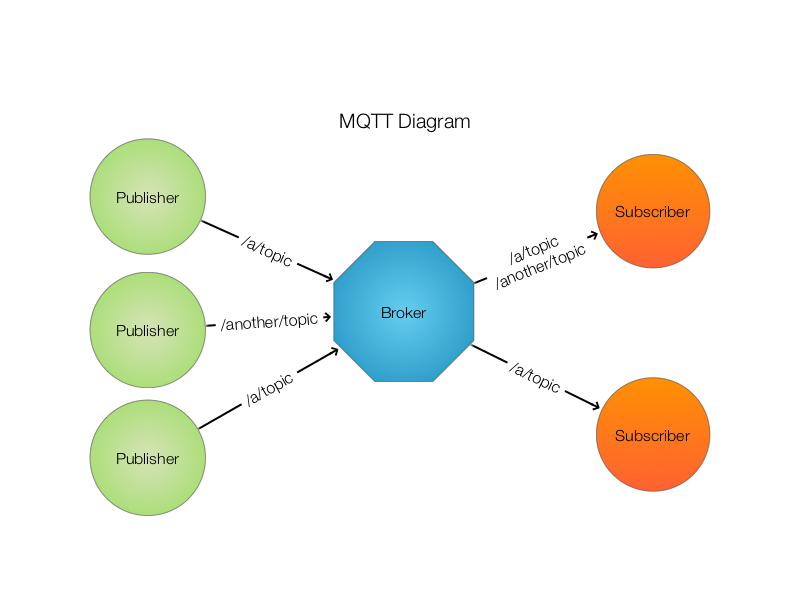 MQTT Diagram
Publisher
/a/topic
Publisher
/another/topic
Publisher
/a/topic
Broker
/a/topic
/another/topic
Subscriber
/a/topic
Subscriber